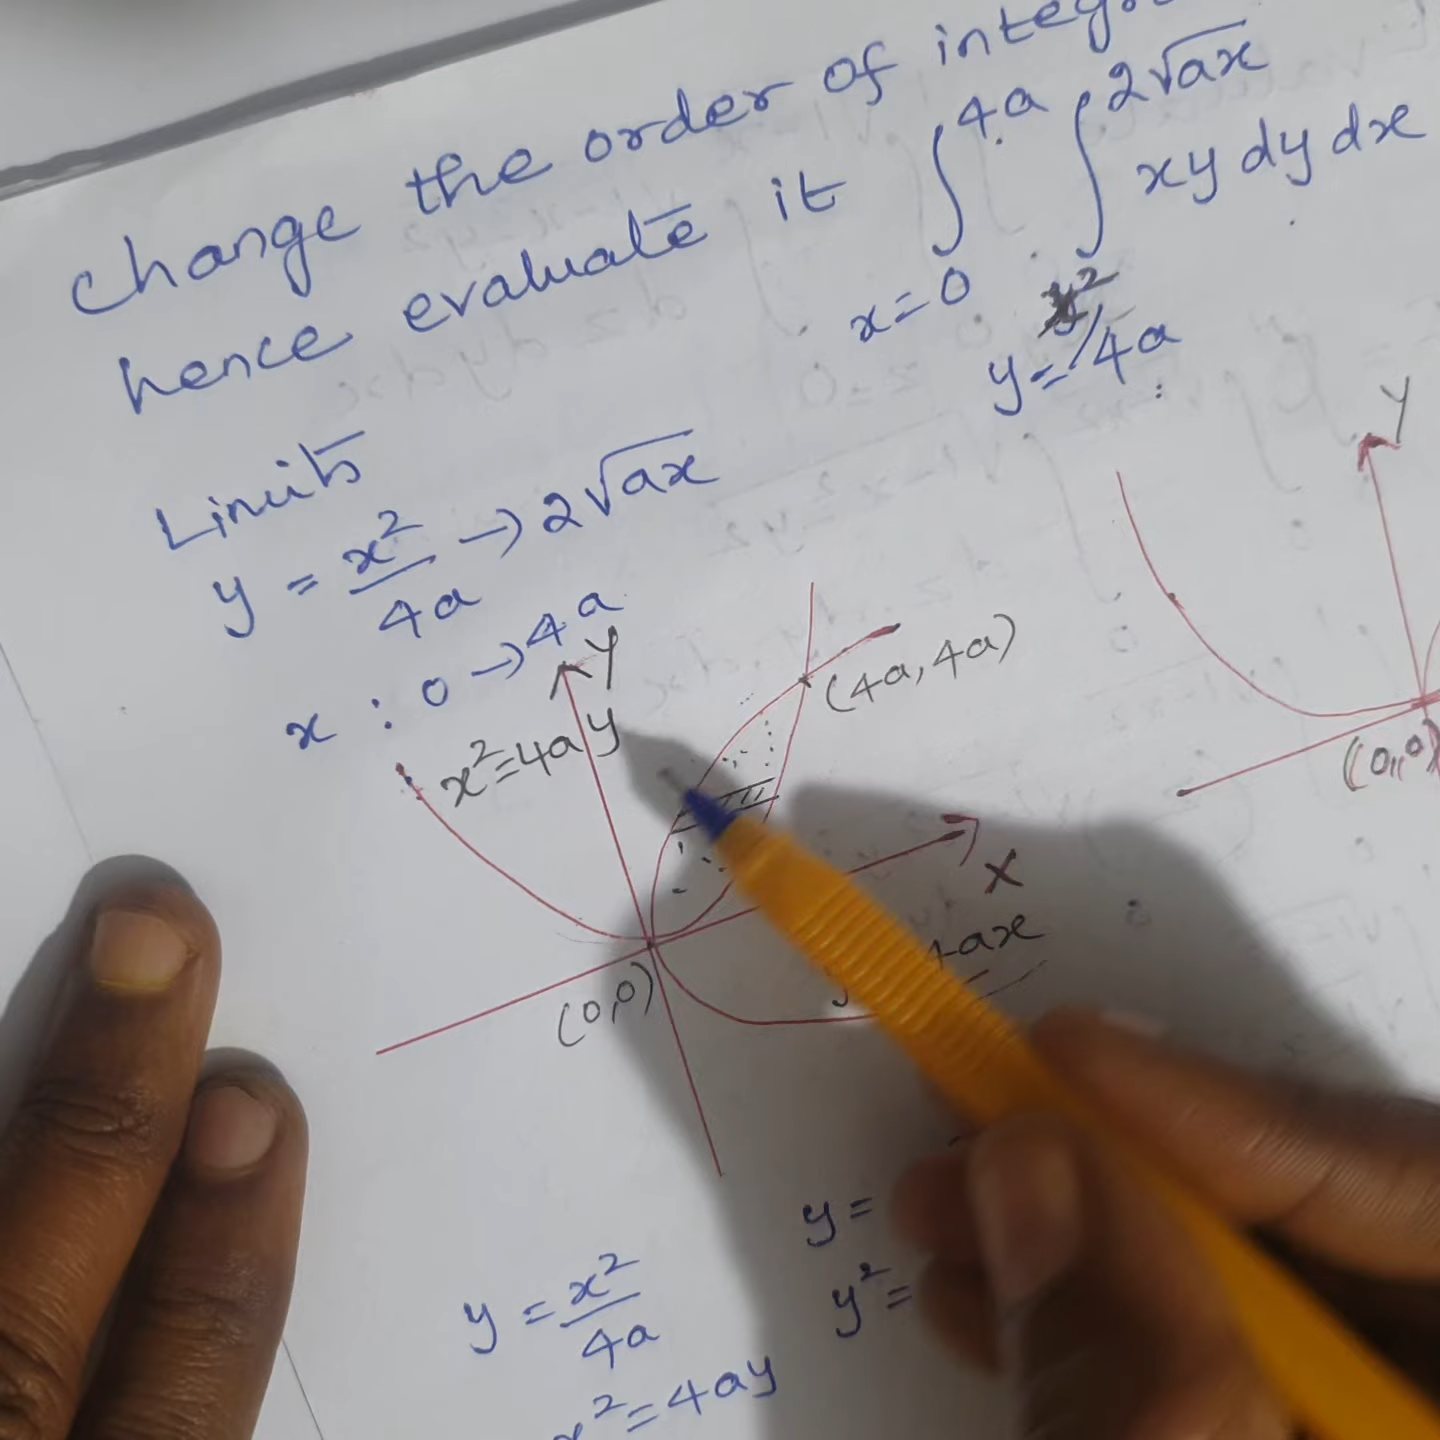 Change the order of
hence evaluate it ∫_{x=0}^{4a} ∫_{y=x²/4a}^{2√ax} xy dy dx
Limits
y = x²/4a → 2√ax
x : 0 → 4a
Y
x²=4ay
(4a, 4a)
X
4ax
(0,0)
Y
(0,0)
y = x²/4a
x²=4ay
y =
y² =